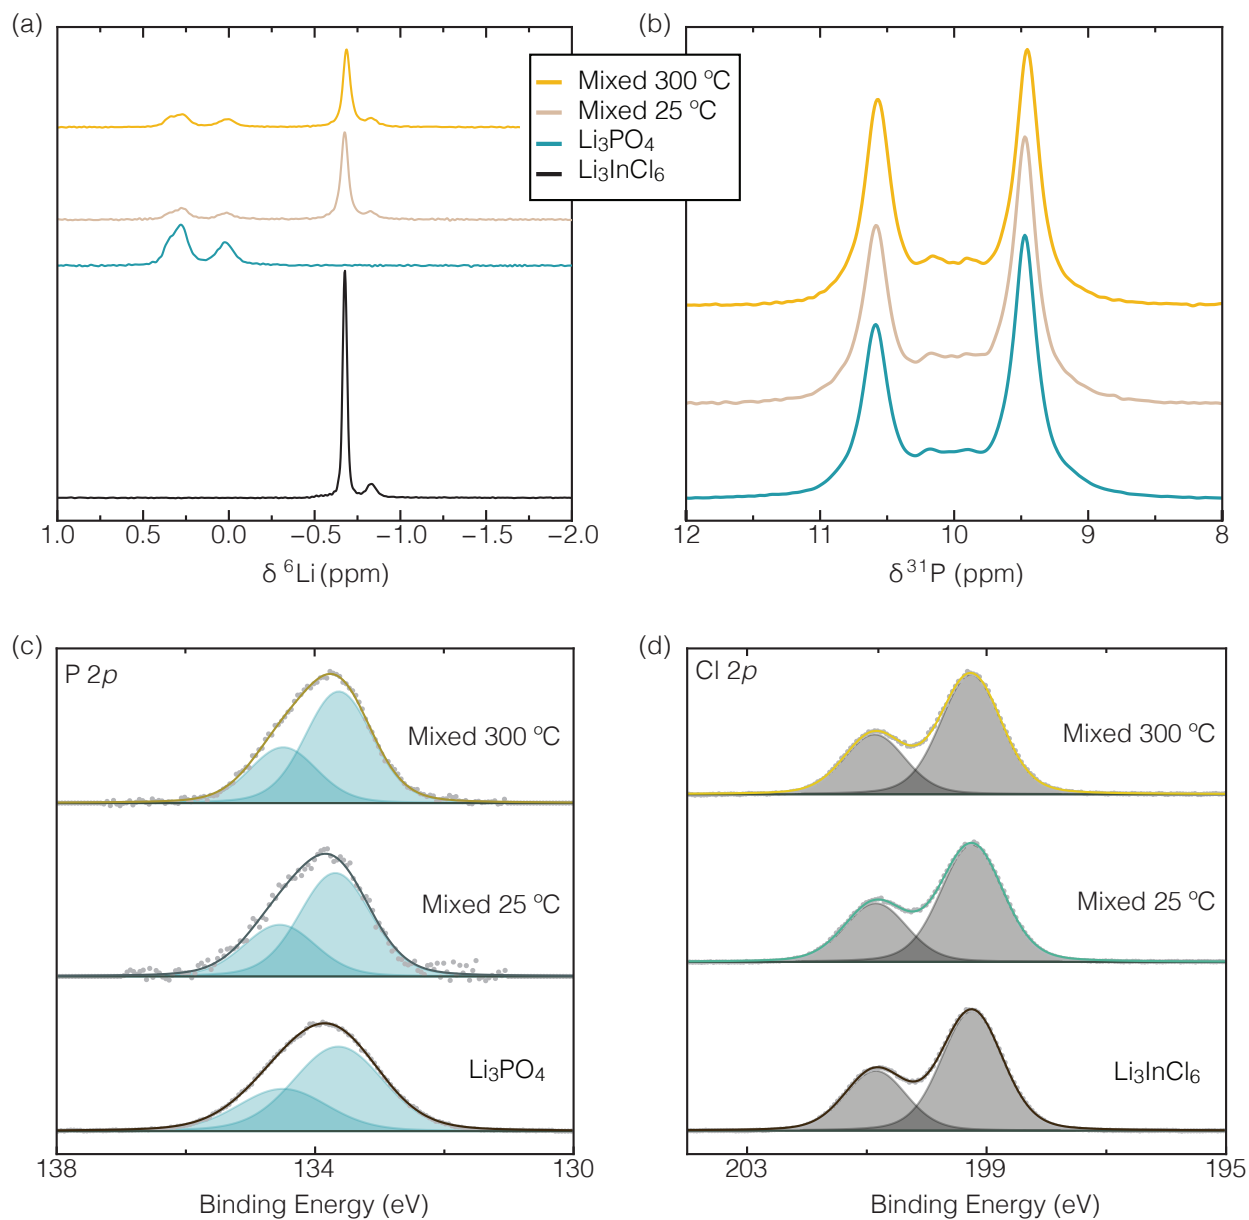 (a)
(b)
Mixed 300 °C
Mixed 25 °C
Li₃PO₄
Li₃InCl₆
1.0 0.5 0.0 −0.5 −1.0 −1.5 −2.0
12 11 10 9 8
δ ⁶Li (ppm)
δ ³¹P (ppm)
(c)
(d)
P 2p
Cl 2p
Mixed 300 °C
Mixed 300 °C
Mixed 25 °C
Mixed 25 °C
Li₃PO₄
Li₃InCl₆
138 134 130
203 199 195
Binding Energy (eV)
Binding Energy (eV)